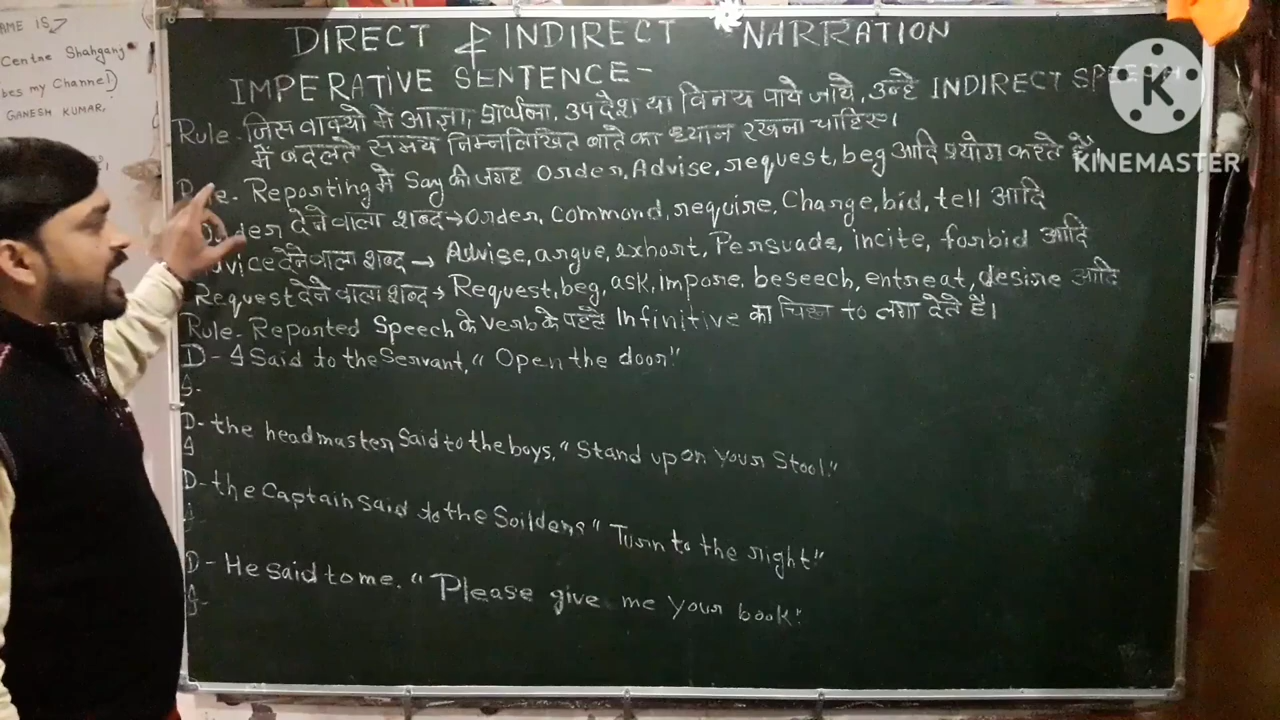 AME IS
Centre Shahganj
bes my Channel)
GANESH KUMAR,
DIRECT & INDIRECT NARRATION
IMPERATIVE SENTENCE-
Rule - जिस वाक्यो में आज्ञा, प्रार्थना, उपदेश या विनय पाये जाये, उन्हे INDIRECT SPEECH
में बदलते समय निम्नलिखित बाते का ध्यान रखना चाहिए।
Rule - Reporting में Say की जगह Order, Advise, request, beg आदि प्रयोग करते हैं।
Order देने वाला शब्द → Order, Command, require, Change, bid, tell आदि
Advice देने वाला शब्द → Advise, argue, exhort, Persuade, incite, forbid आदि
Request देने वाला शब्द → Request, beg, ask, impore, beseech, entreat, desire आदि
Rule - Reported Speech के Verb के पहले Infinitive का चिह्न to लगा देते हैं।
D - I Said to the Servant, "Open the door"
I-
D- the headmaster Said to the boys, "Stand up on your Stool."
I
D- the Captain Said to the Soilders "Turn to the right"
I
D - He Said to me. "Please give me your book"
I-
K
KINEMASTER